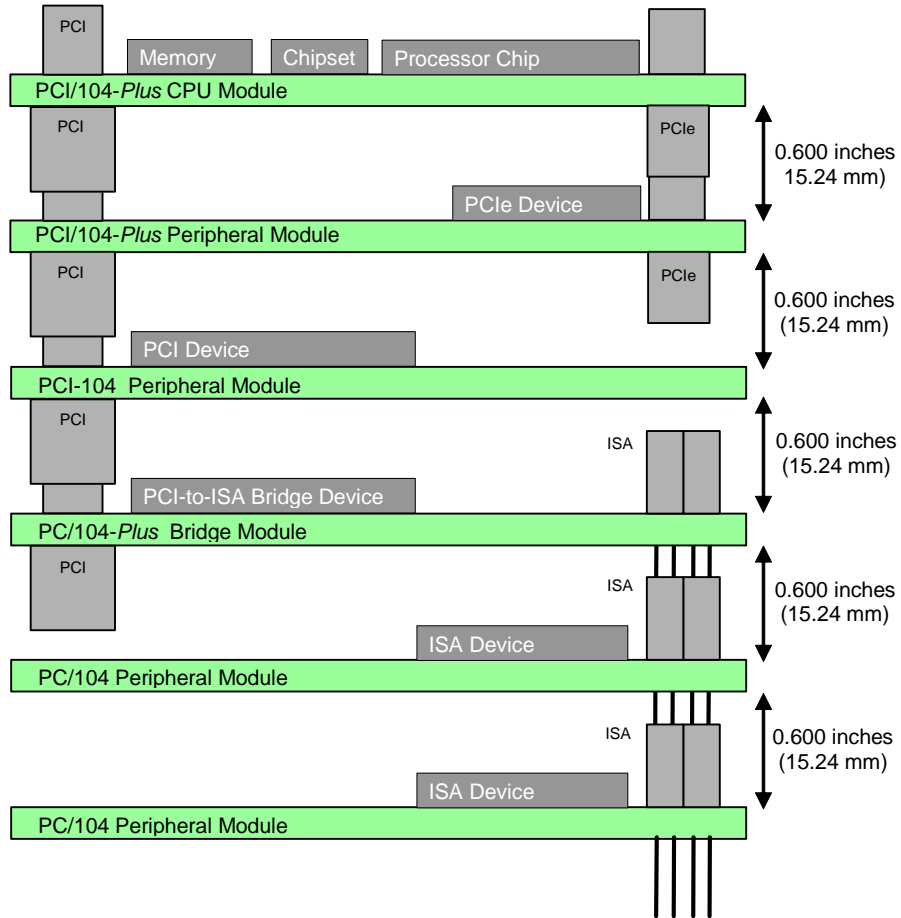 PCI
Memory
Chipset
Processor Chip
PCI/104-Plus CPU Module
PCI
PCIe
0.600 inches
15.24 mm)
PCIe Device
PCI/104-Plus Peripheral Module
PCI
PCIe
0.600 inches
(15.24 mm)
PCI Device
PCI-104 Peripheral Module
PCI
ISA
0.600 inches
(15.24 mm)
PCI-to-ISA Bridge Device
PC/104-Plus Bridge Module
PCI
ISA
0.600 inches
(15.24 mm)
ISA Device
PC/104 Peripheral Module
ISA
0.600 inches
(15.24 mm)
ISA Device
PC/104 Peripheral Module